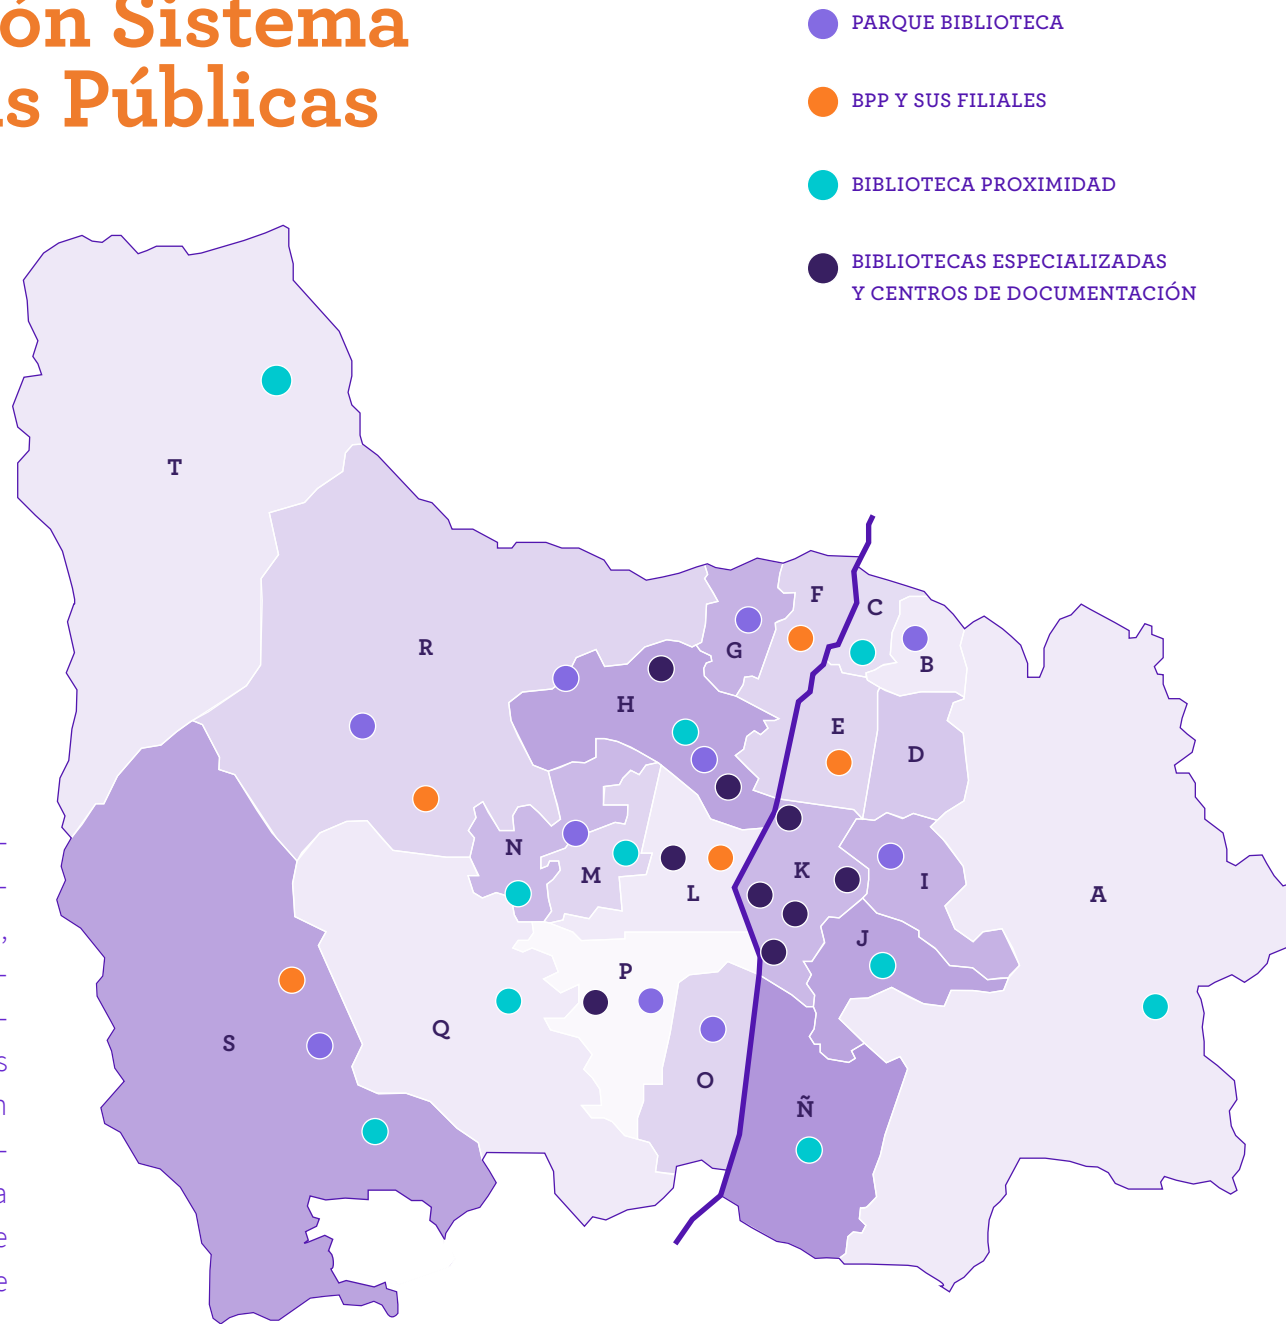 ón Sistema
s Públicas
PARQUE BIBLIOTECA
BPP Y SUS FILIALES
BIBLIOTECA PROXIMIDAD
BIBLIOTECAS ESPECIALIZADAS
Y CENTROS DE DOCUMENTACIÓN
T
R
F
C
G
B
H
E
D
N
M
L
K
I
A
J
P
Q
S
O
Ñ